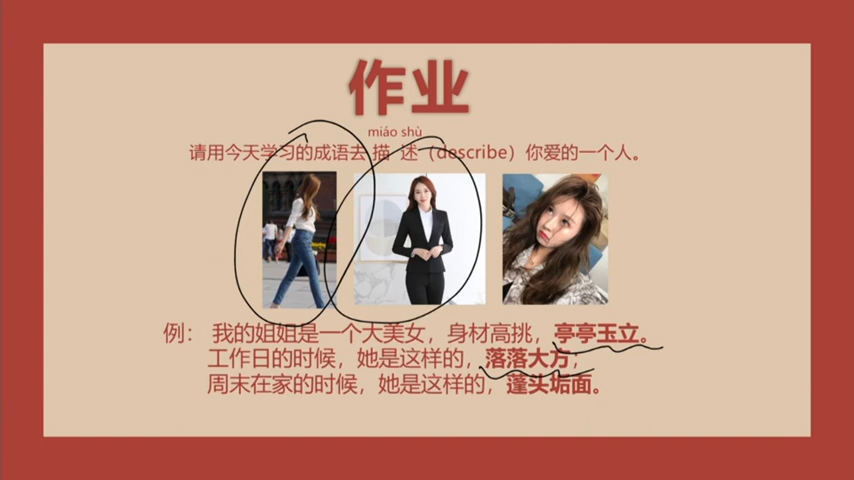 作业
miáo shù
请用今天学习的成语去 描 述（describe）你爱的一个人。
例： 我的姐姐是一个大美女，身材高挑，亭亭玉立。
工作日的时候，她是这样的，落落大方；
周末在家的时候，她是这样的，蓬头垢面。